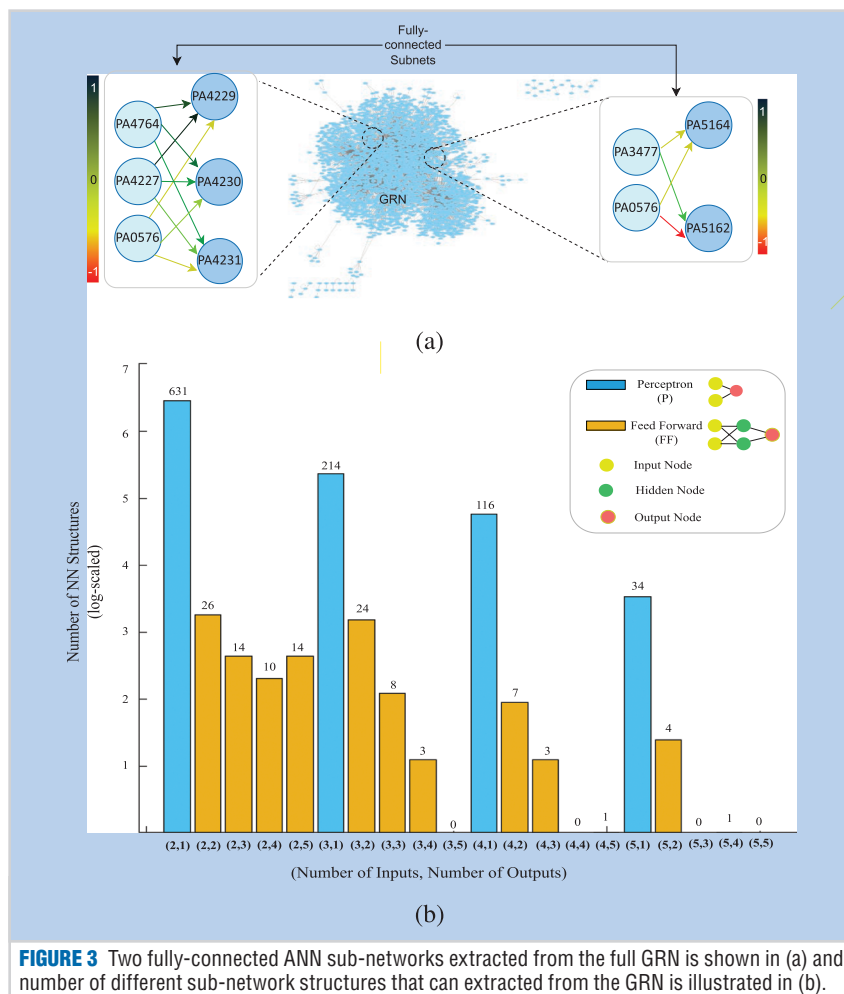 Fully-
connected
Subnets
1
0
-1
PA4764
PA4227
PA0576
PA4229
PA4230
PA4231
GRN
PA3477
PA0576
PA5164
PA5162
1
0
-1
(a)
Number of NN Structures
(log-scaled)
7
6
5
4
3
2
1
631
26
14
10
14
214
24
8
3
0
116
7
3
0
1
34
4
0
1
0
Perceptron
(P)
Feed Forward
(FF)
Input Node
Hidden Node
Output Node
(2,1) (2,2) (2,3) (2,4) (2,5) (3,1) (3,2) (3,3) (3,4) (3,5) (4,1) (4,2) (4,3) (4,4) (4,5) (5,1) (5,2) (5,3) (5,4) (5,5)
(Number of Inputs, Number of Outputs)
(b)
FIGURE 3 Two fully-connected ANN sub-networks extracted from the full GRN is shown in (a) and
number of different sub-network structures that can extracted from the GRN is illustrated in (b).